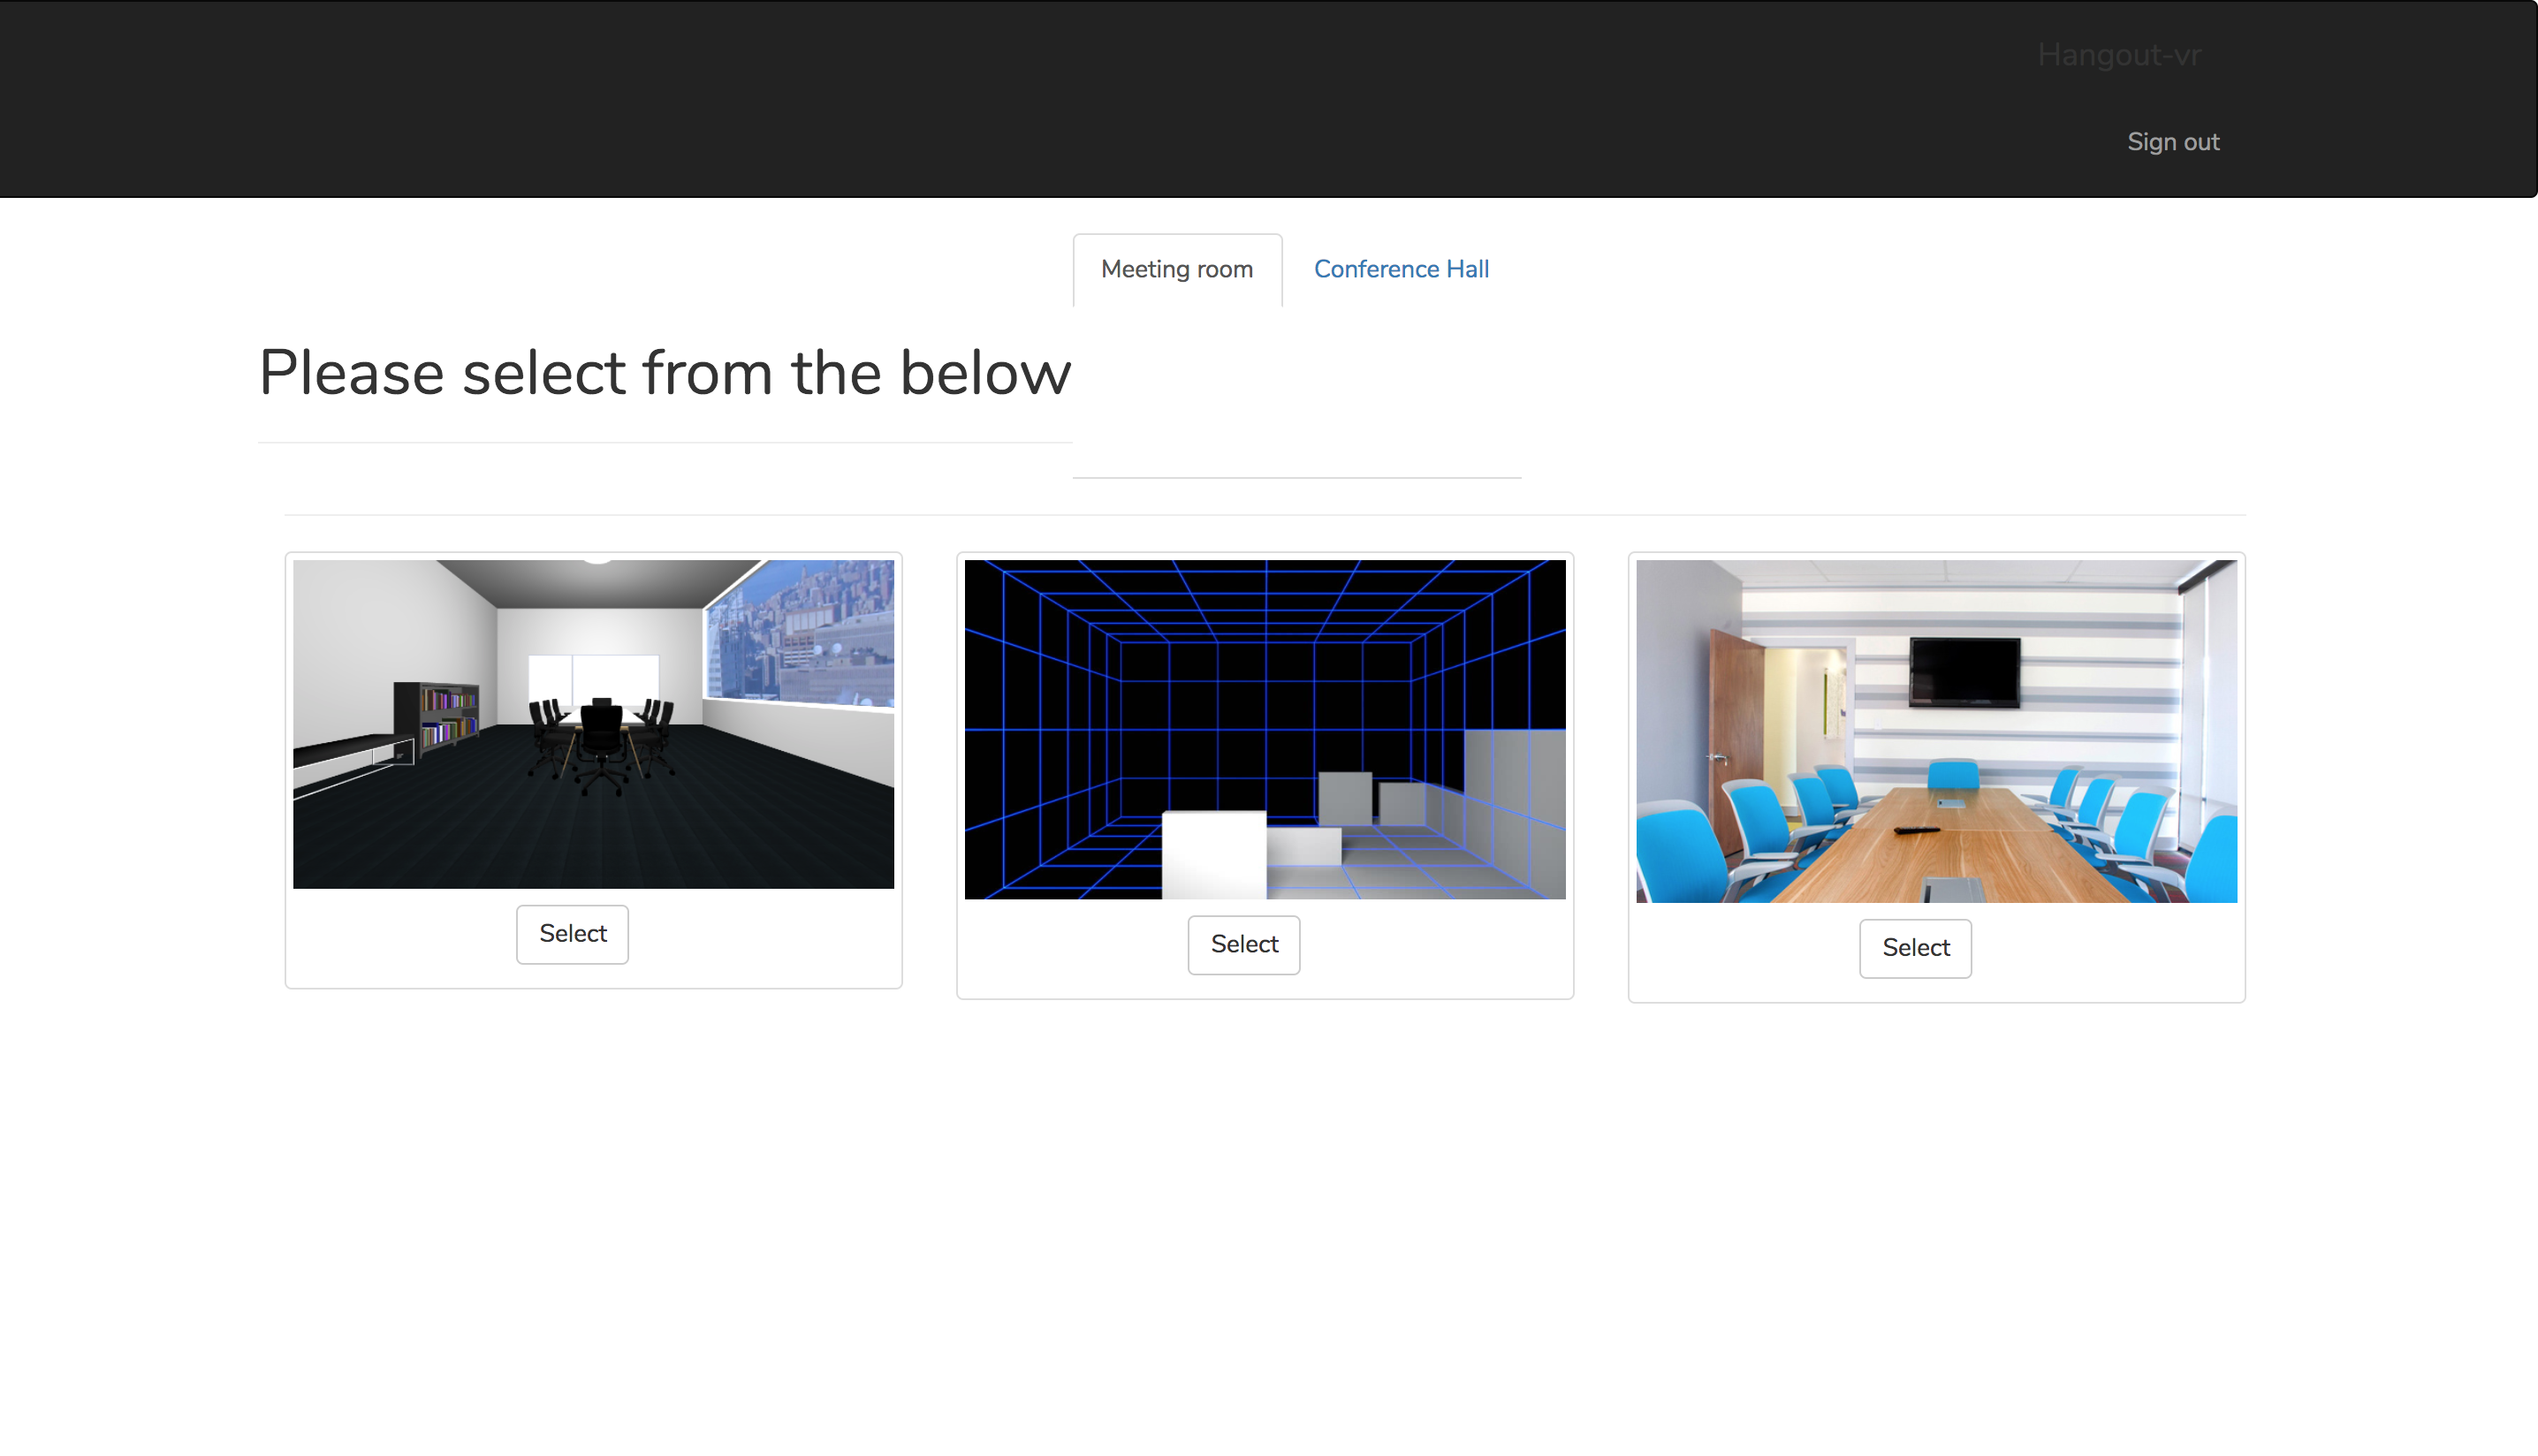 Hangout-vr
Sign out
Meeting room
Conference Hall
Please select from the below
Select
Select
Select